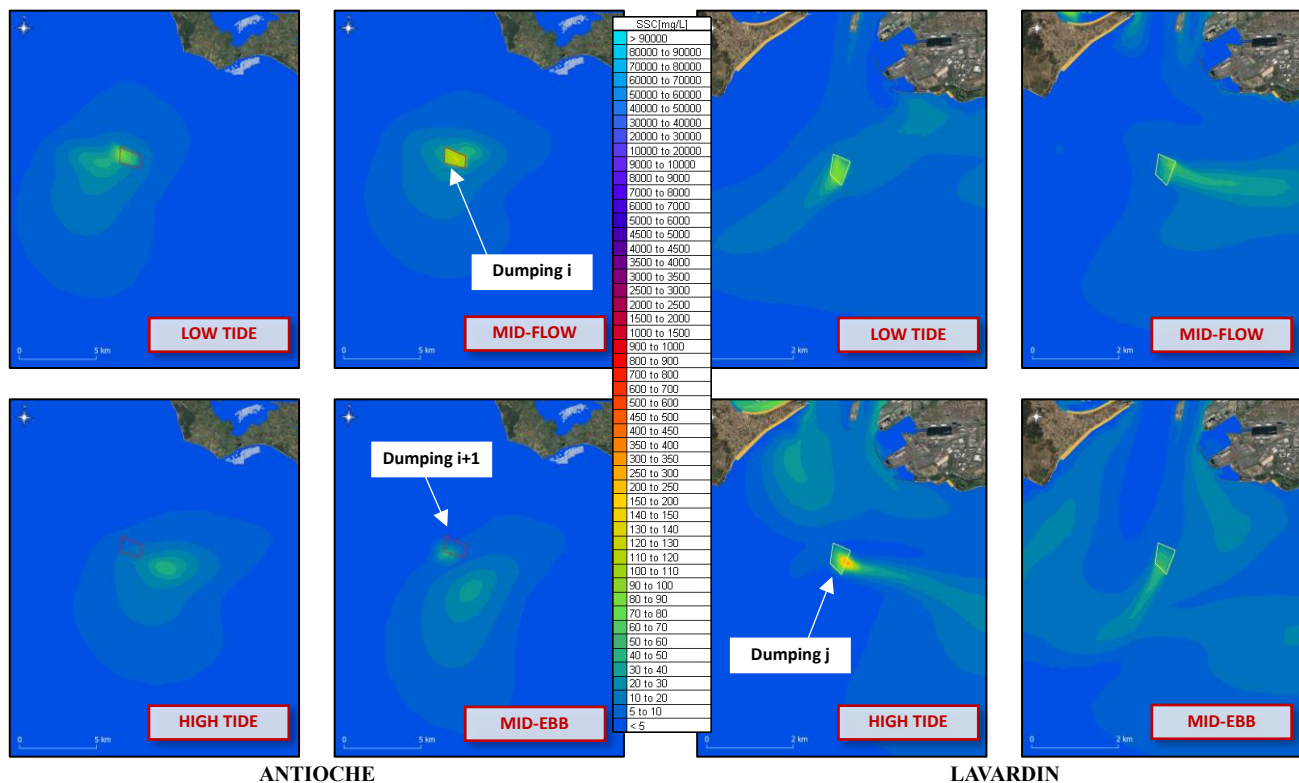 SSC[mg/L]
> 90000
80000 to 90000
70000 to 80000
60000 to 70000
50000 to 60000
40000 to 50000
30000 to 40000
20000 to 30000
10000 to 20000
9000 to 10000
8000 to 9000
7000 to 8000
6000 to 7000
5000 to 6000
4500 to 5000
4000 to 4500
3500 to 4000
3000 to 3500
2500 to 3000
2000 to 2500
1500 to 2000
1000 to 1500
900 to 1000
800 to 900
700 to 800
600 to 700
500 to 600
450 to 500
400 to 450
350 to 400
300 to 350
250 to 300
200 to 250
150 to 200
140 to 150
130 to 140
120 to 130
110 to 120
100 to 110
90 to 100
80 to 90
70 to 80
60 to 70
50 to 60
40 to 50
30 to 40
20 to 30
10 to 20
5 to 10
< 5
LOW TIDE
0 5 km
Dumping i
MID-FLOW
0 5 km
LOW TIDE
0 2 km
MID-FLOW
0 2 km
HIGH TIDE
0 5 km
Dumping i+1
MID-EBB
0 5 km
Dumping j
HIGH TIDE
0 2 km
MID-EBB
0 2 km
ANTIOCHE
LAVARDIN